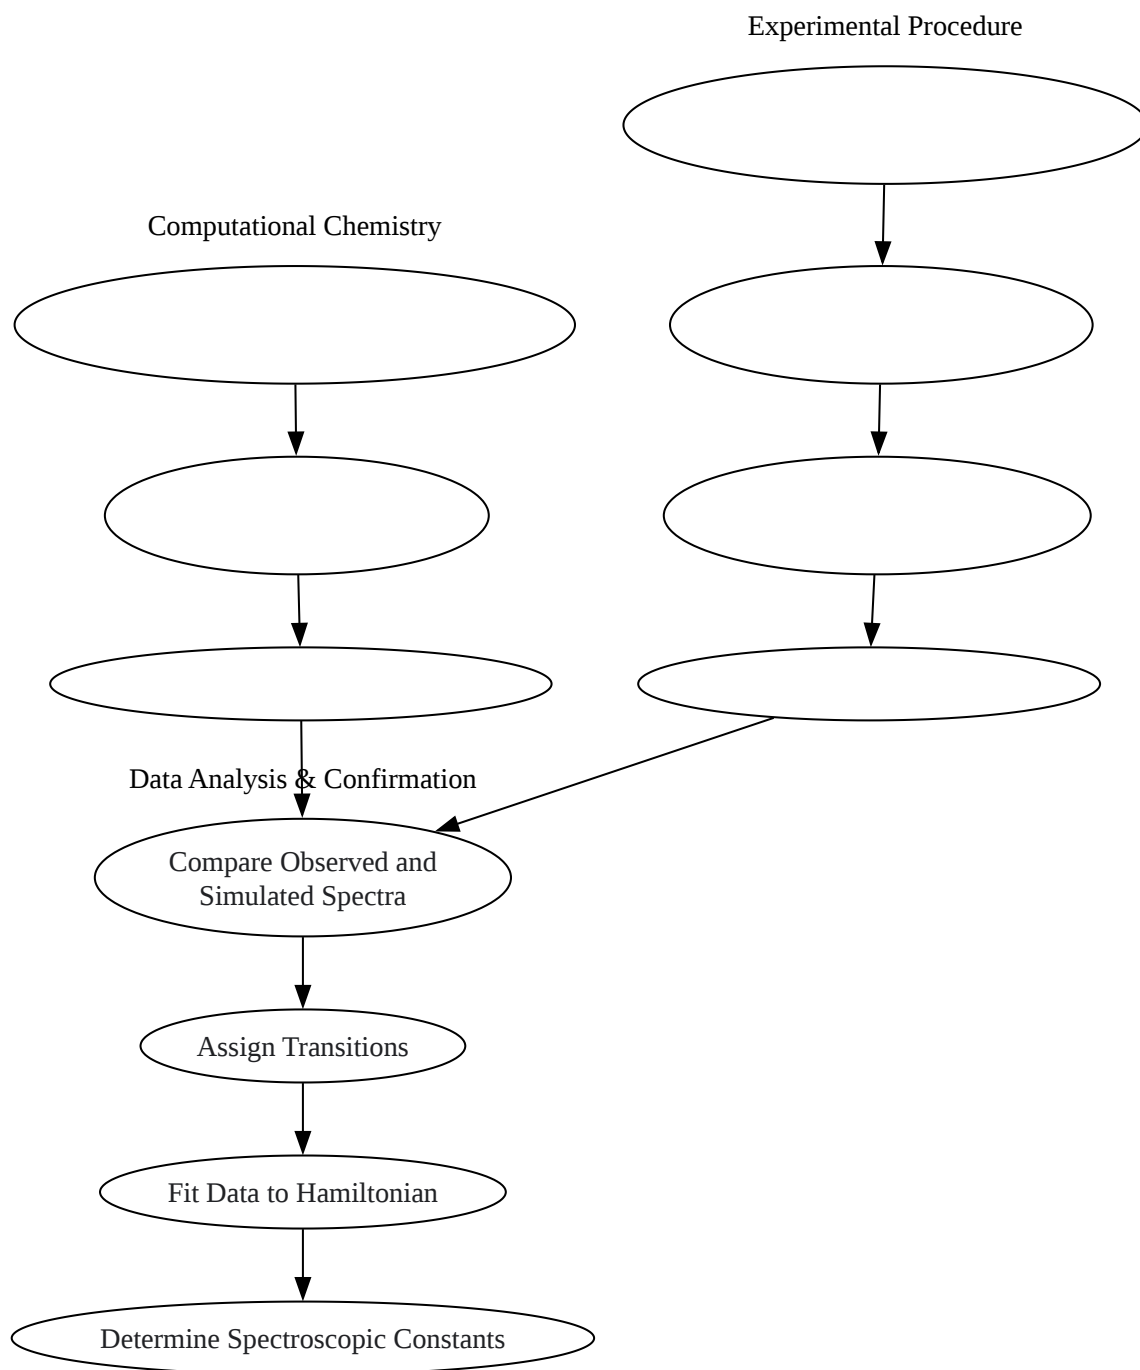 Experimental Procedure
Computational Chemistry
Data Analysis & Confirmation
Compare Observed and
Simulated Spectra
Assign Transitions
Fit Data to Hamiltonian
Determine Spectroscopic Constants